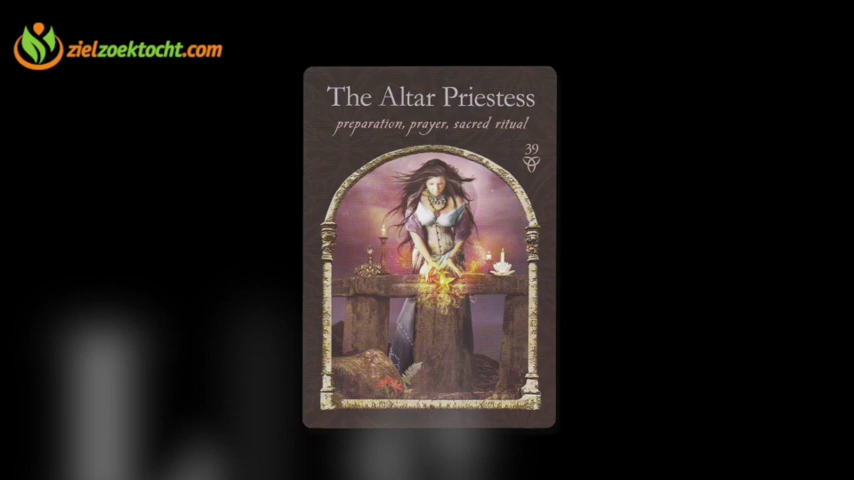 zielzoektocht.com
The Altar Priestess
preparation, prayer, sacred ritual
39